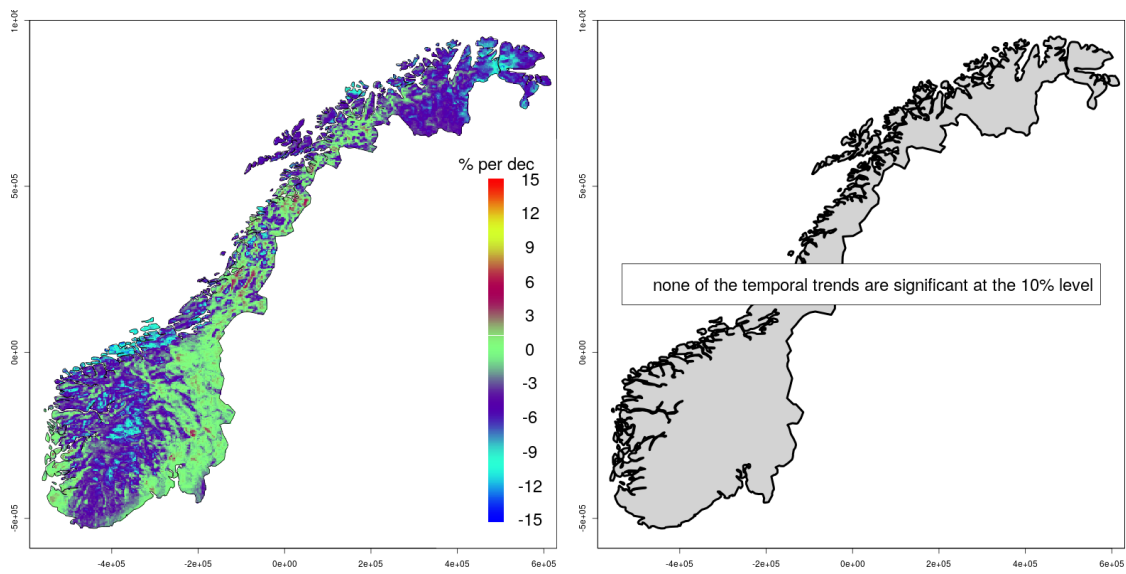 1e+06
5e+05
0e+00
-5e+05
-4e+05 -2e+05 0e+00 2e+05 4e+05 6e+05
% per dec
15
12
9
6
3
0
-3
-6
-9
-12
-15
1e+06
5e+05
0e+00
-5e+05
-4e+05 -2e+05 0e+00 2e+05 4e+05 6e+05
none of the temporal trends are significant at the 10% level